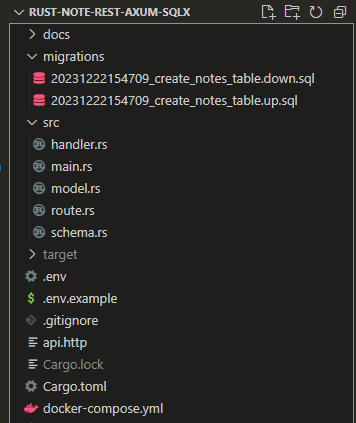 RUST-NOTE-REST-AXUM-SQLX
docs
migrations
20231222154709_create_notes_table.down.sql
20231222154709_create_notes_table.up.sql
src
handler.rs
main.rs
model.rs
route.rs
schema.rs
target
.env
$ .env.example
.gitignore
api.http
Cargo.lock
Cargo.toml
docker-compose.yml